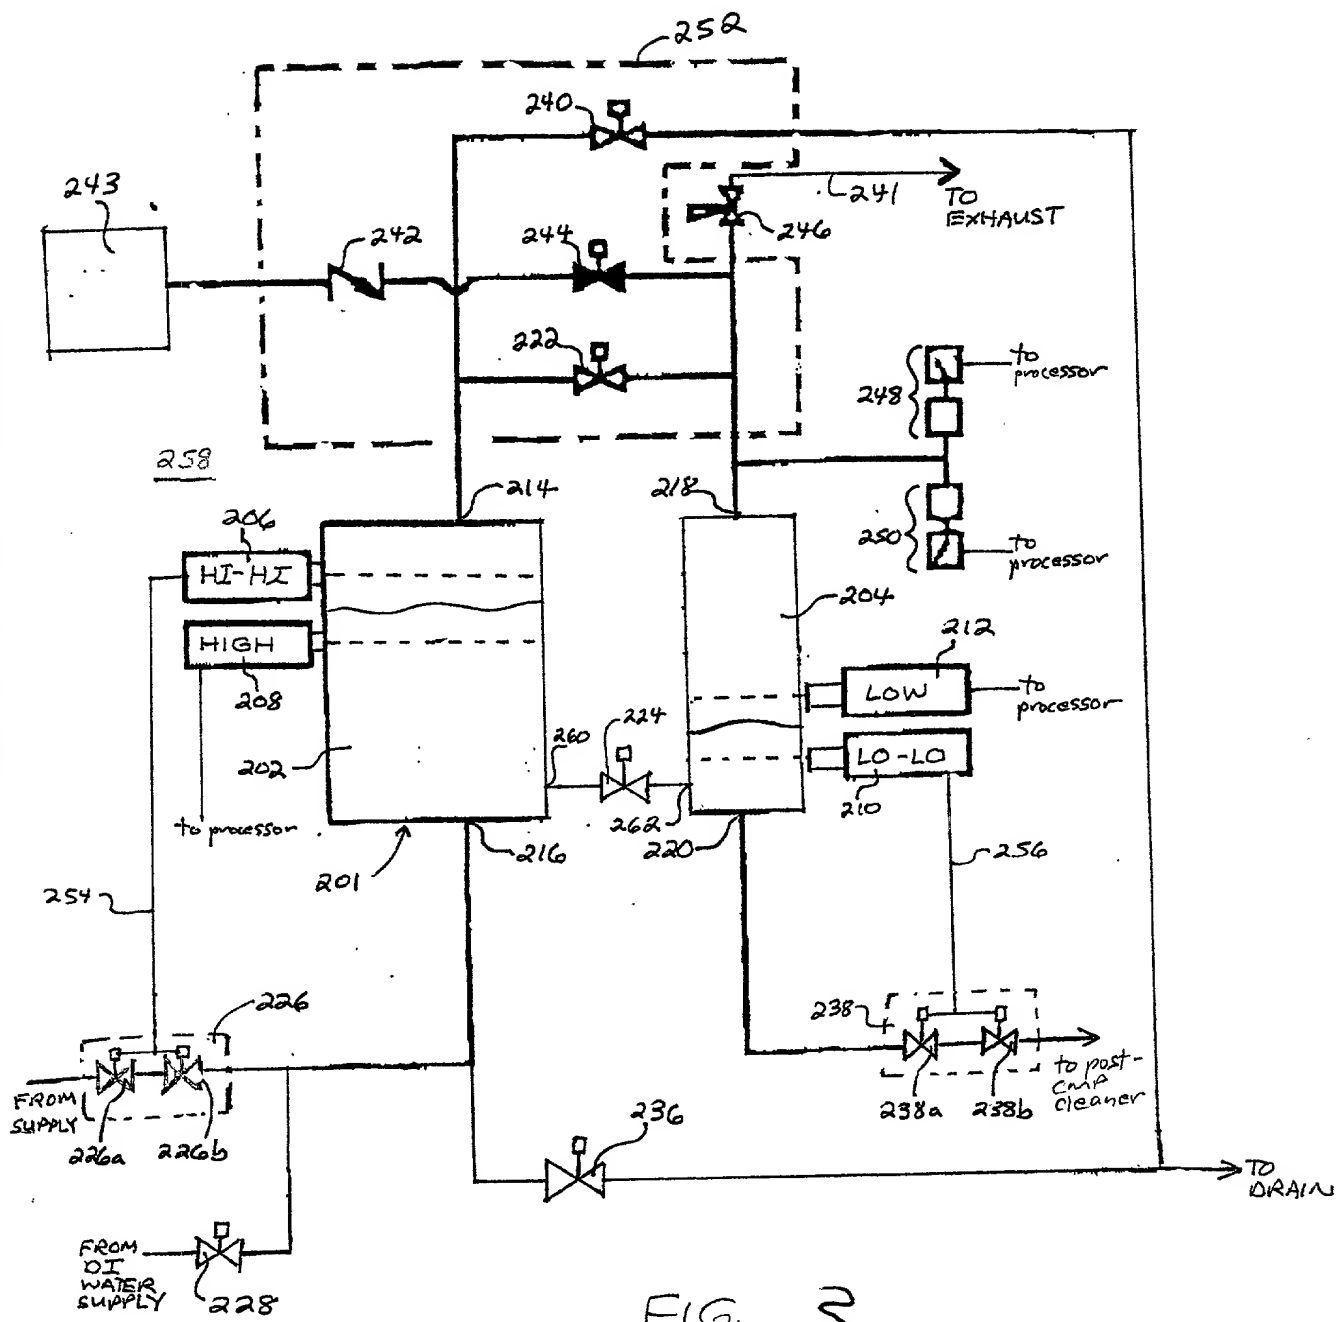 252
240
243
241
TO
EXHAUST
246
242
244
222
to
processor
248
258
214
218
250
to
processor
206
HI-HI
204
HIGH
208
212
LOW
to
processor
224
260
202
LO-LO
210
262
to processor
216
220
201
256
254
226
238
to post-
CMP
cleaner
FROM
SUPPLY
226a
226b
238a
238b
236
TO
DRAIN
FROM
DI
WATER
SUPPLY
228
FIG. 2